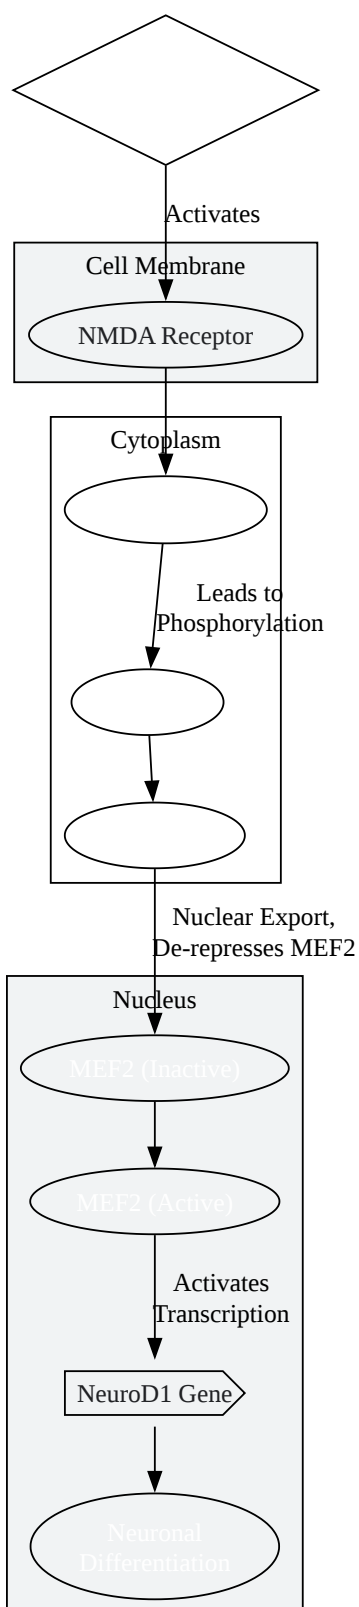 Activates
Cell Membrane
NMDA Receptor
Cytoplasm
Leads to
Phosphorylation
Nuclear Export,
De-represses MEF2
Nucleus
MEF2 (Inactive)
MEF2 (Active)
Activates
Transcription
NeuroD1 Gene
Neuronal
Differentiation